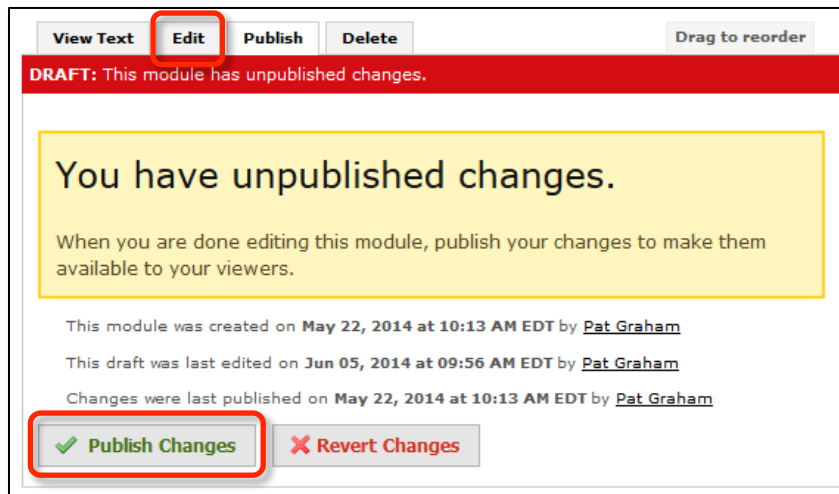 View Text Edit Publish Delete Drag to reorder
DRAFT: This module has unpublished changes.
You have unpublished changes.
When you are done editing this module, publish your changes to make them
available to your viewers.
This module was created on May 22, 2014 at 10:13 AM EDT by Pat Graham
This draft was last edited on Jun 05, 2014 at 09:56 AM EDT by Pat Graham
Changes were last published on May 22, 2014 at 10:13 AM EDT by Pat Graham
Publish Changes Revert Changes